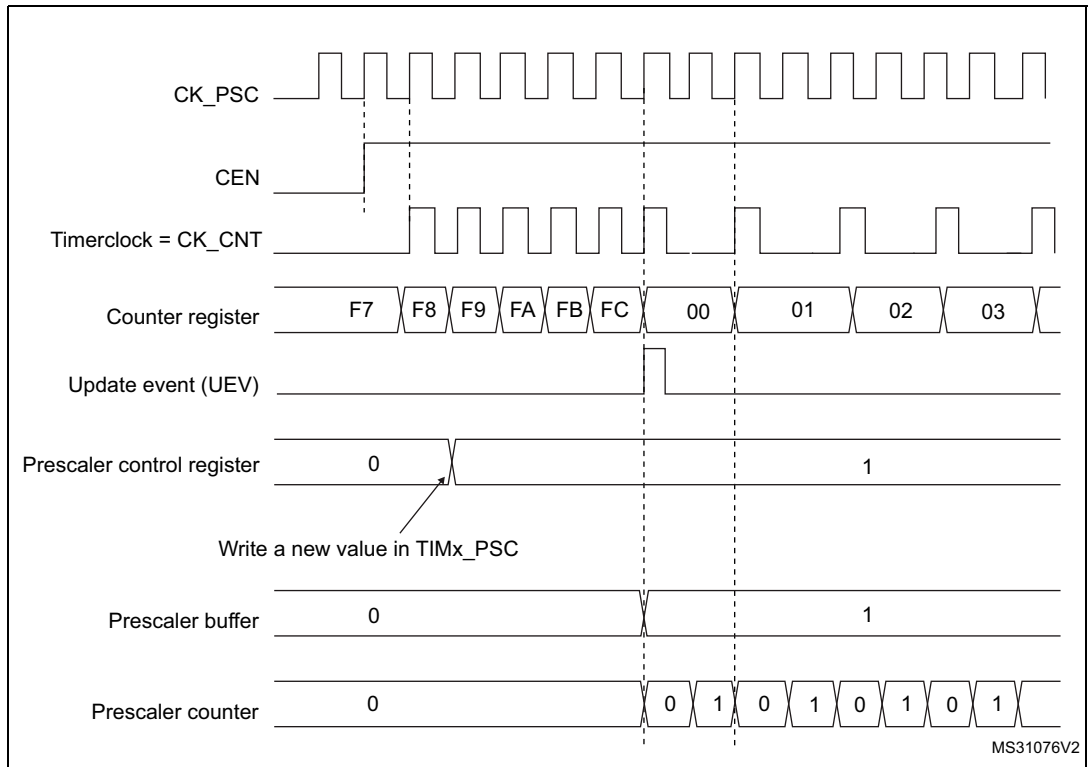 CK_PSC
CEN
Timerclock = CK_CNT
Counter register F7 F8 F9 FA FB FC 00 01 02 03
Update event (UEV)
Prescaler control register 0 1
Write a new value in TIMx_PSC
Prescaler buffer 0 1
Prescaler counter 0 0 1 0 1 0 1 0 1
MS31076V2